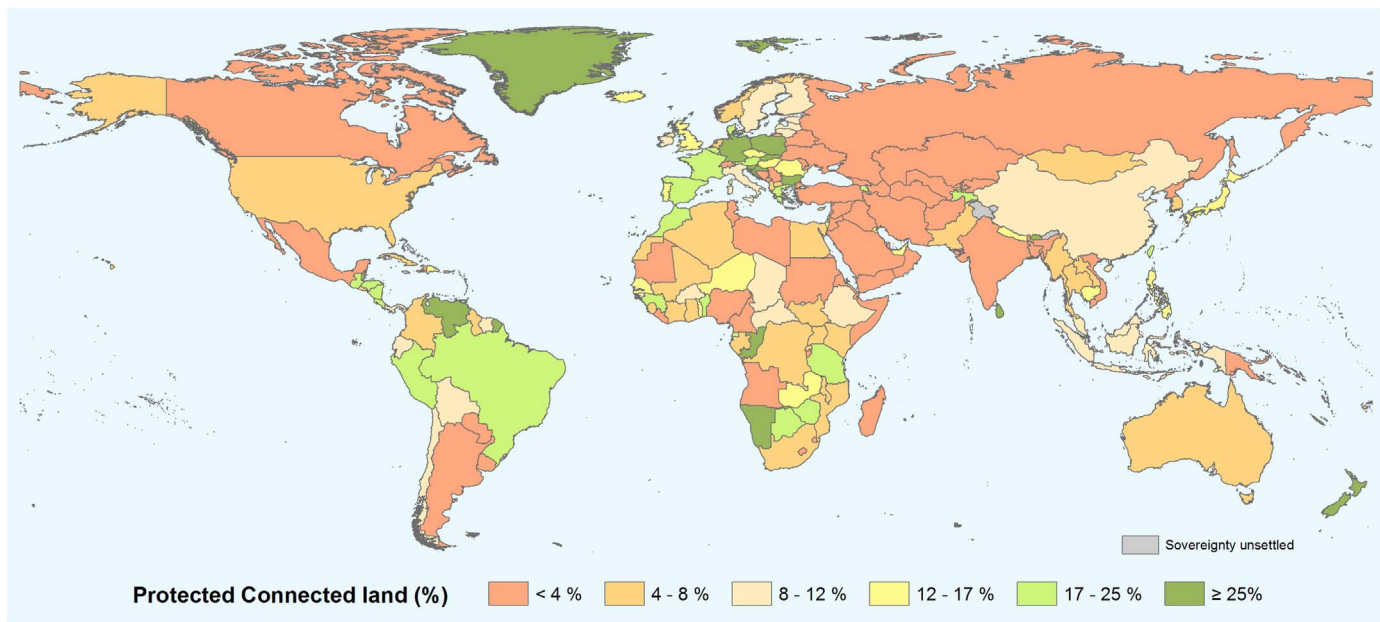 Sovereignty unsettled
Protected Connected land (%) < 4 % 4 - 8 % 8 - 12 % 12 - 17 % 17 - 25 % ≥ 25%